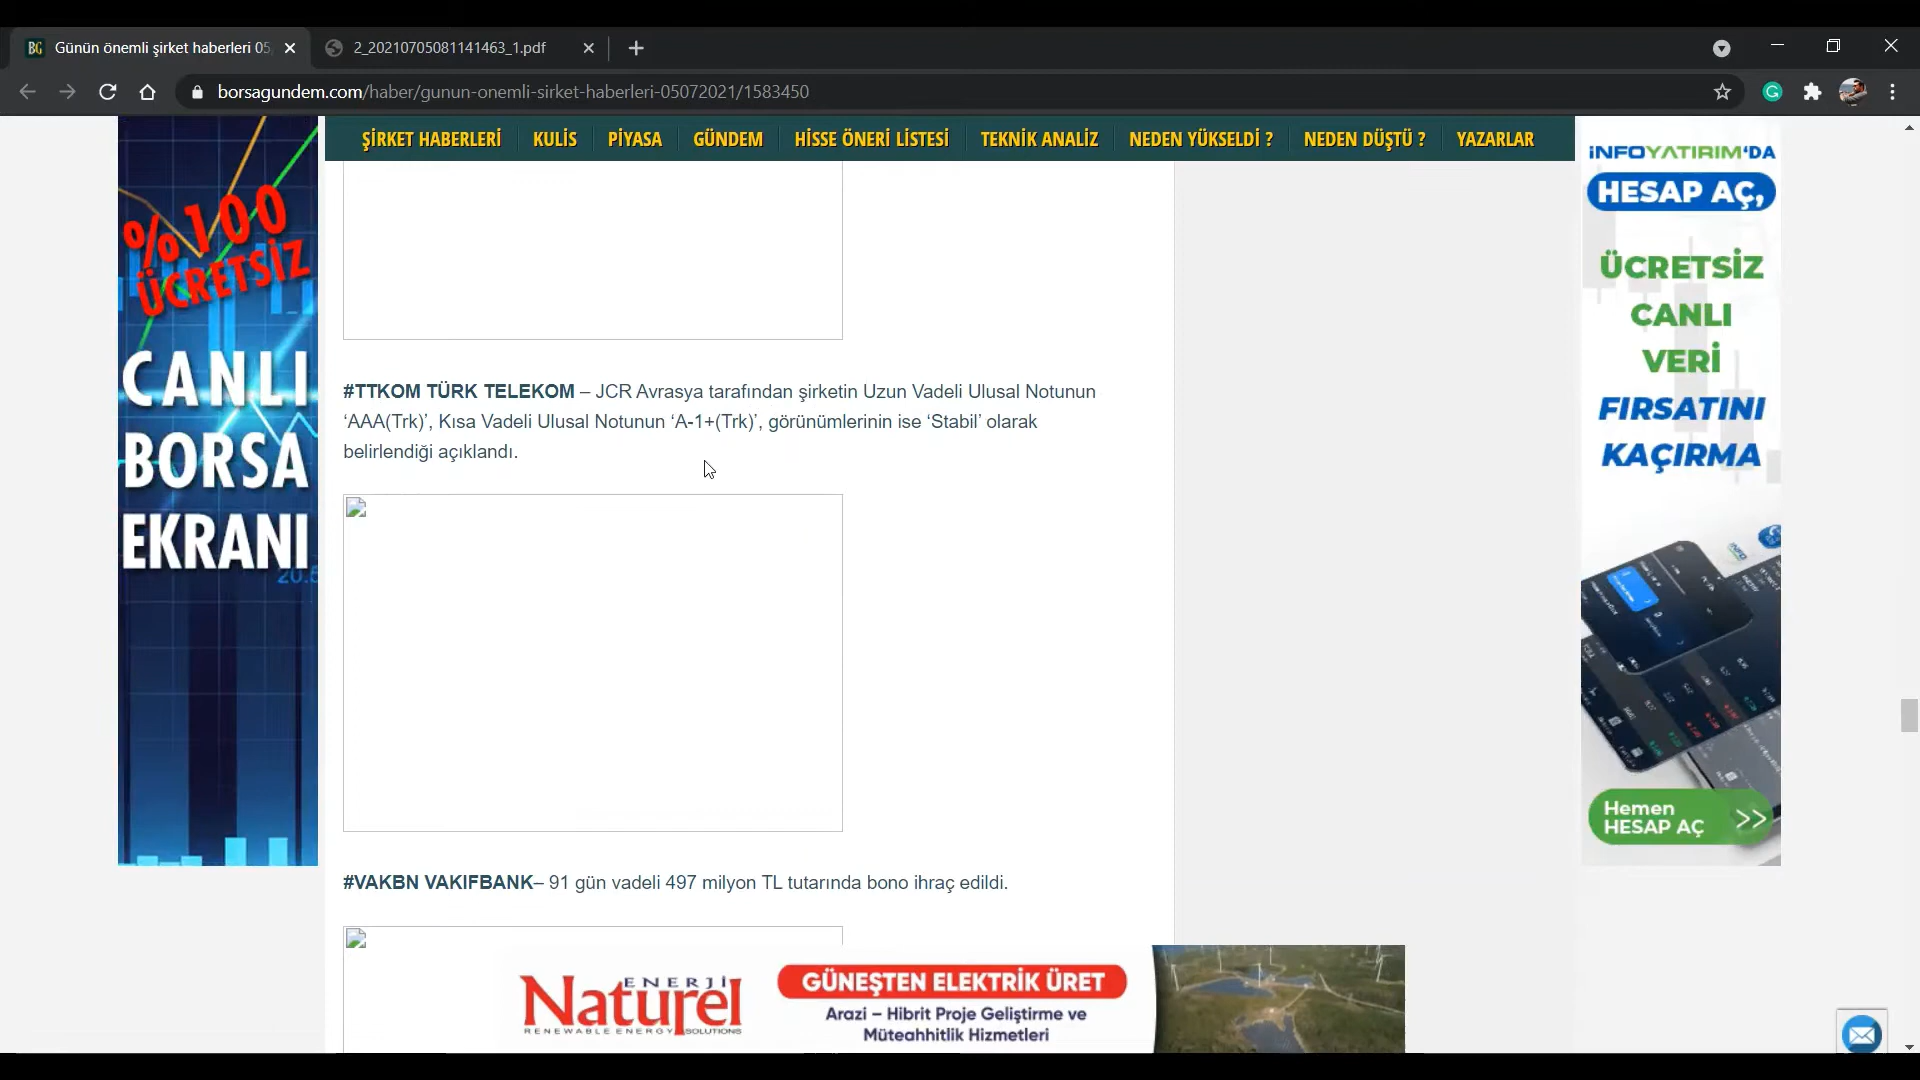 Günün önemli şirket haberleri 05
2_20210705081141463_1.pdf
borsagundem.com/haber/gunun-onemli-sirket-haberleri-05072021/1583450
ŞİRKET HABERLERİ KULİS PİYASA GÜNDEM HİSSE ÖNERİ LİSTESİ TEKNİK ANALİZ NEDEN YÜKSELDİ ? NEDEN DÜŞTÜ ? YAZARLAR
%100
ÜCRETSİZ
CANLI
BORSA
EKRANI
#TTKOM TÜRK TELEKOM – JCR Avrasya tarafından şirketin Uzun Vadeli Ulusal Notunun
‘AAA(Trk)’, Kısa Vadeli Ulusal Notunun ‘A-1+(Trk)’, görünümlerinin ise ‘Stabil’ olarak
belirlendiği açıklandı.
#VAKBN VAKIFBANK– 91 gün vadeli 497 milyon TL tutarında bono ihraç edildi.
İNFOYATIRIM‘DA
HESAP AÇ,
ÜCRETSİZ
CANLI
VERİ
FIRSATINI
KAÇIRMA
Hemen
HESAP AÇ >>
ENERJİ
Naturel
RENEWABLE ENERGY SOLUTIONS
GÜNEŞTEN ELEKTRİK ÜRET
Arazi – Hibrit Proje Geliştirme ve
Müteahhitlik Hizmetleri